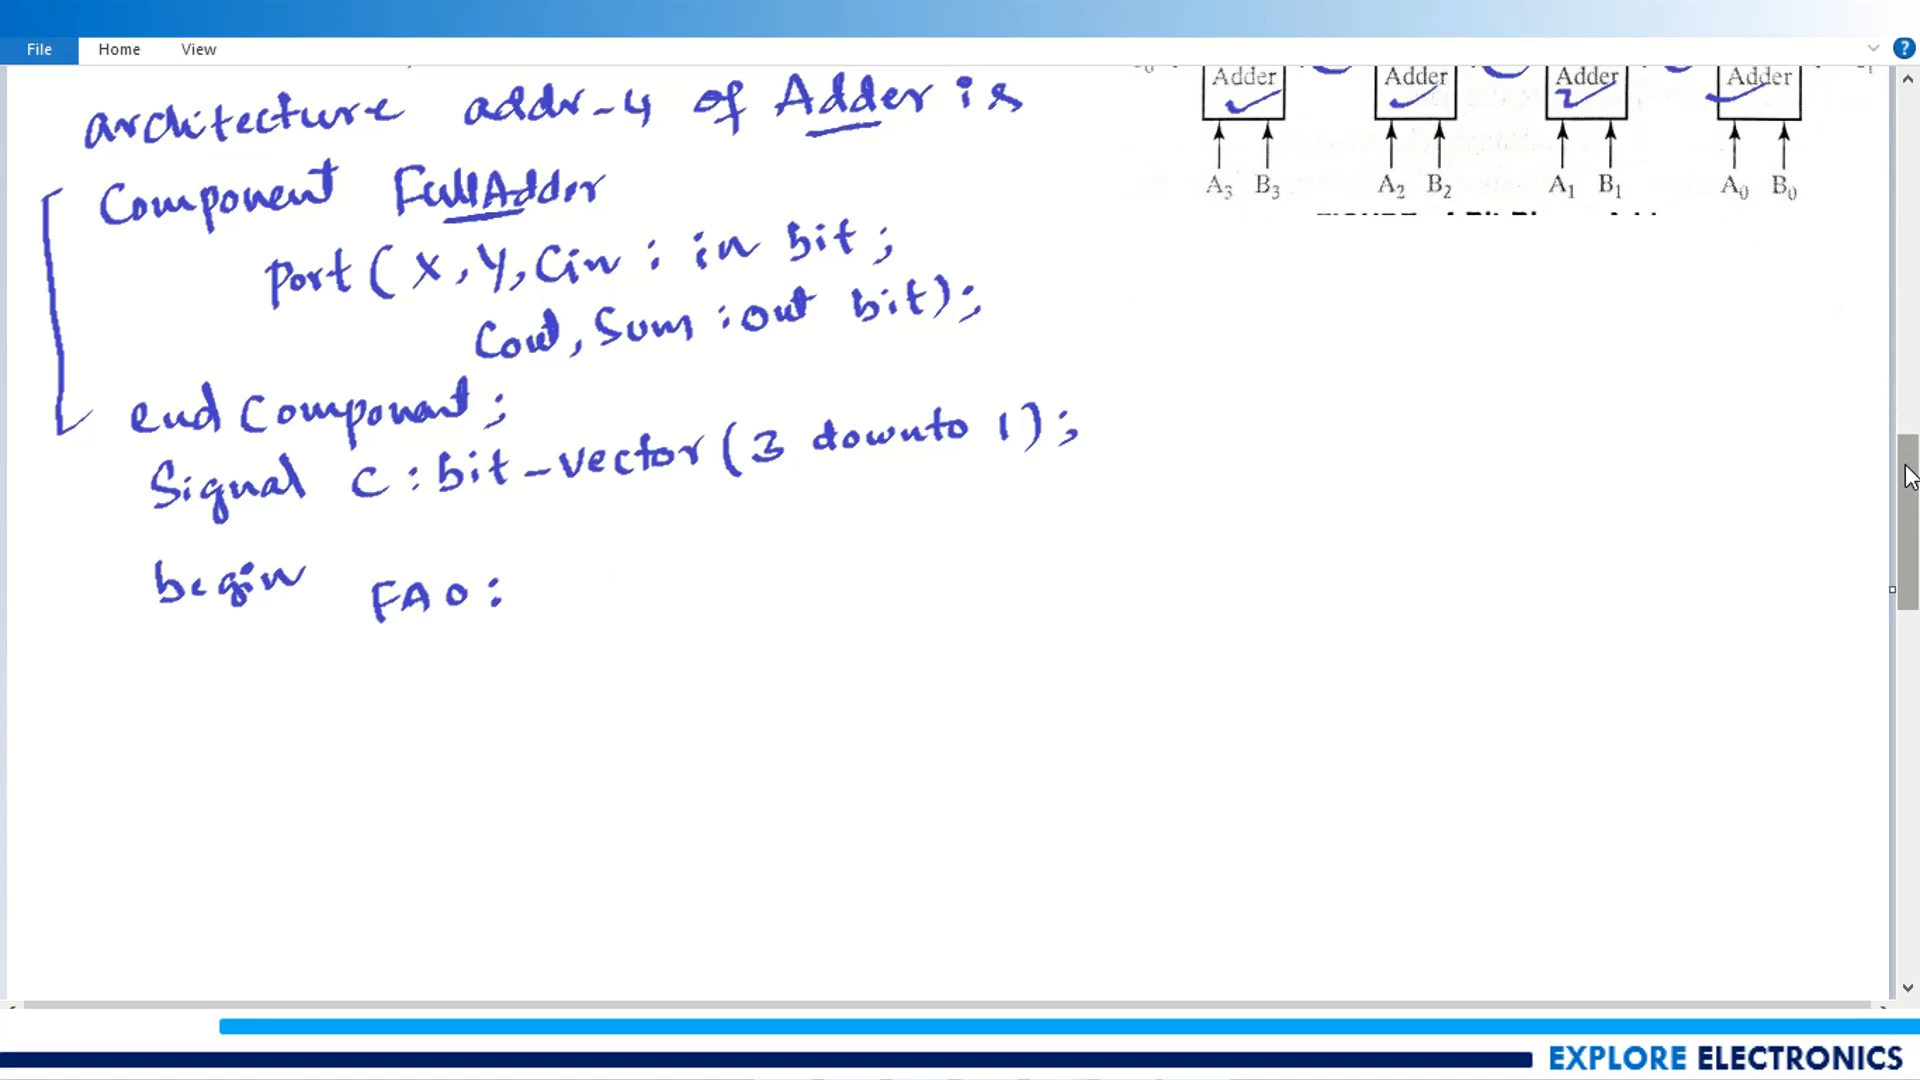 File Home View
Adder Adder Adder Adder
A3 B3 A2 B2 A1 B1 A0 B0
architecture addr-4 of Adder is
Component FullAdder
port(X, Y, Cin : in bit;
Cout, Sum : out bit);
end Component;
Signal C : bit-vector(3 downto 1);
begin FA0:
EXPLORE ELECTRONICS